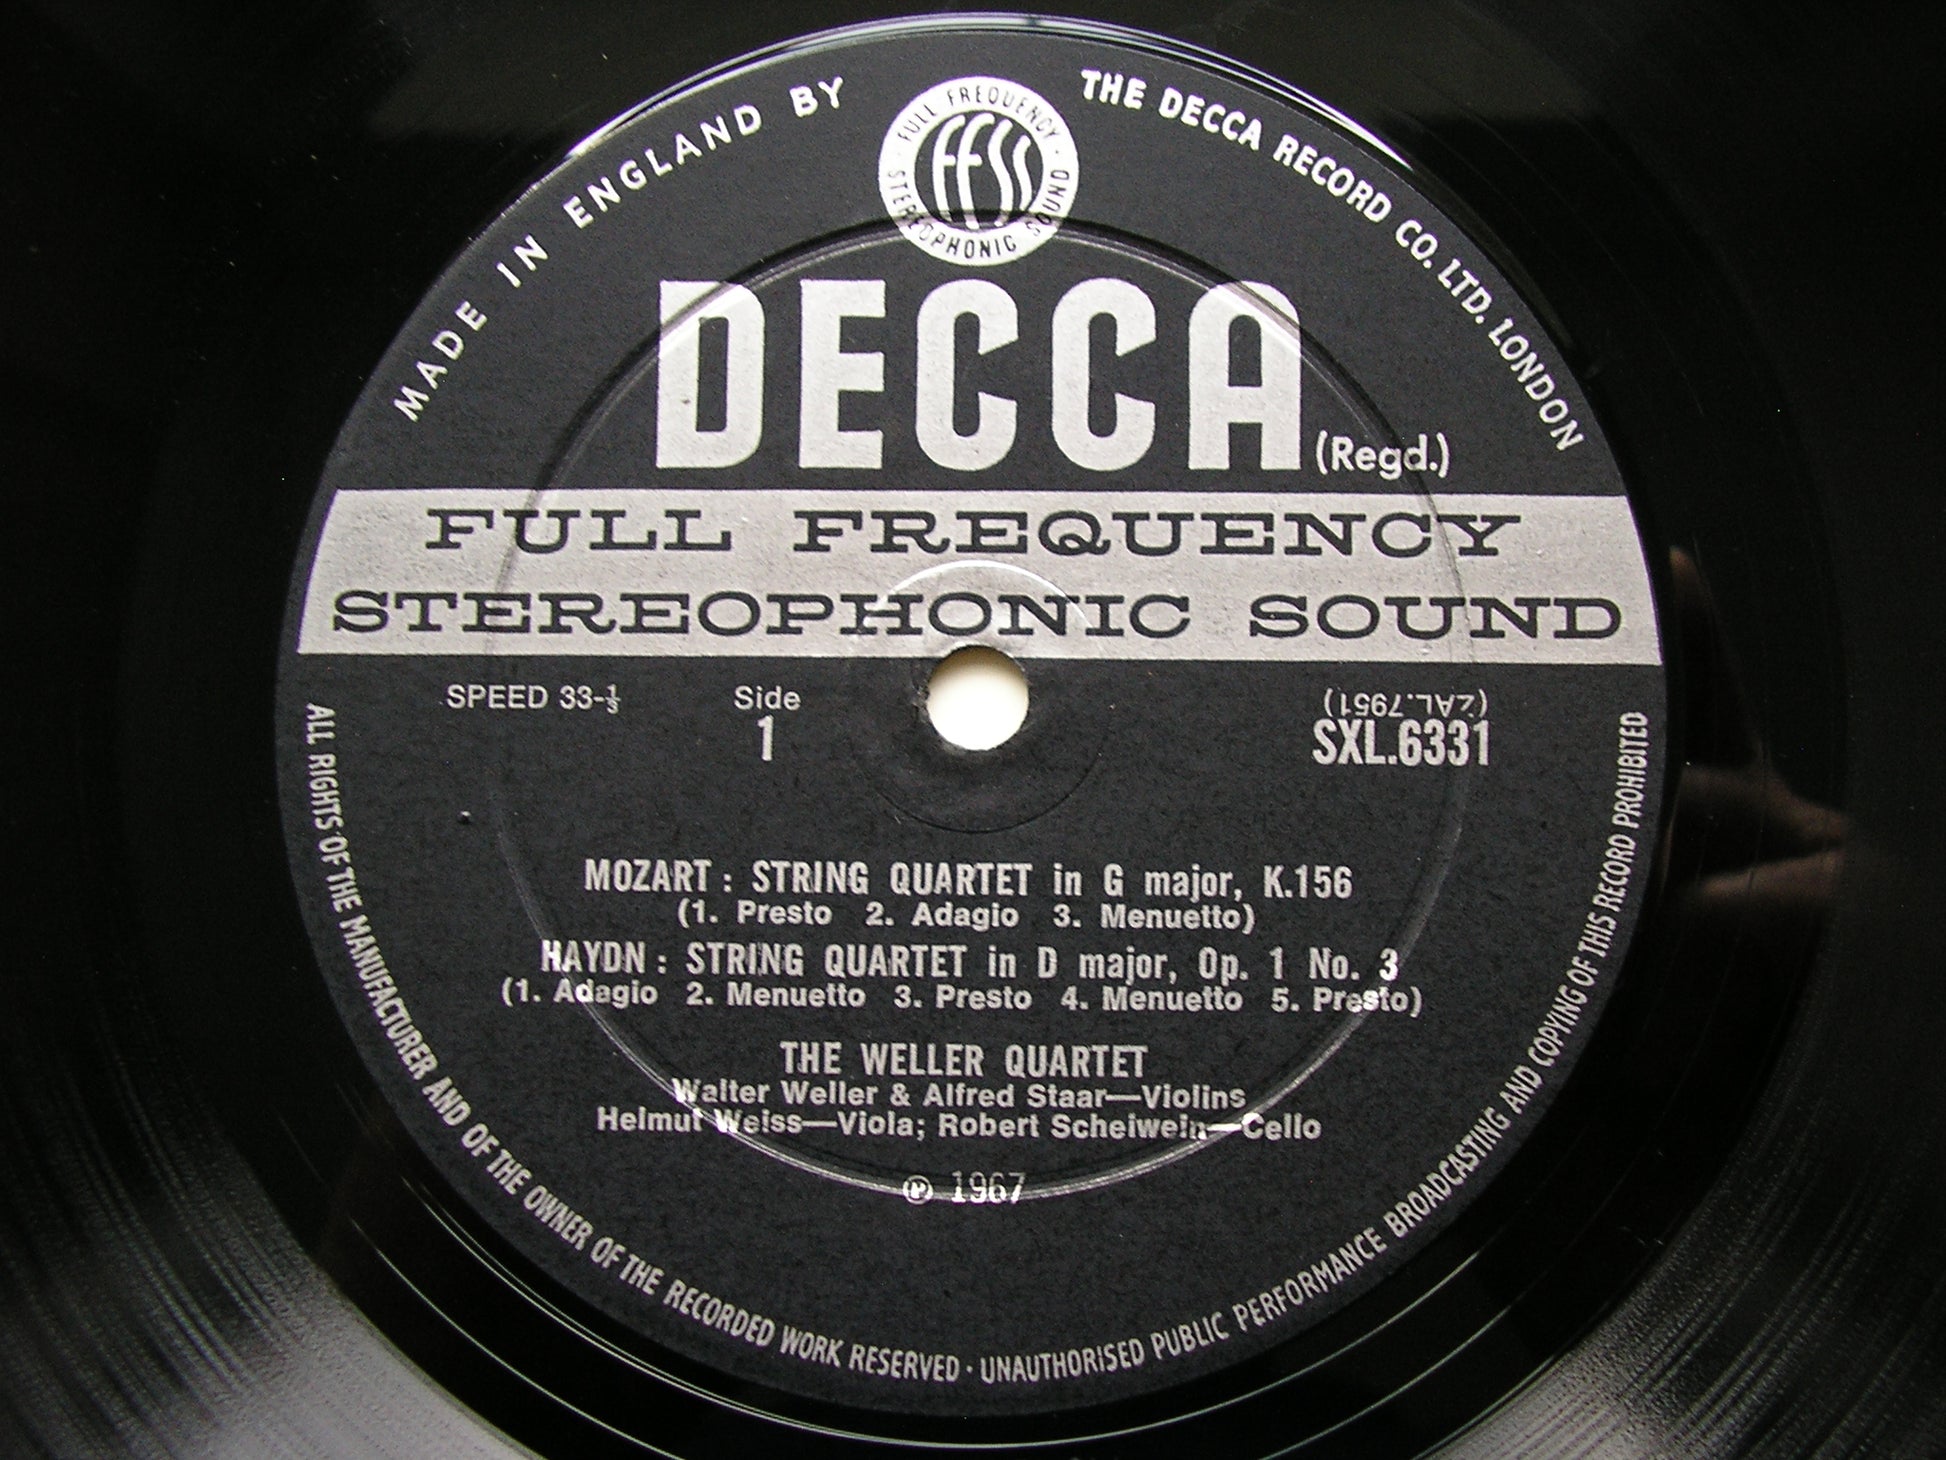 MADE IN ENGLAND BY
THE DECCA RECORD CO. LTD. LONDON
FULL FREQUENCY
FFSS
STEREOPHONIC SOUND
DECCA (Regd.)
FULL FREQUENCY
STEREOPHONIC SOUND
SPEED 33-⅓
Side
1
(ZAL.7951)
SXL.6331
MOZART : STRING QUARTET in G major, K.156
(1. Presto 2. Adagio 3. Menuetto)
HAYDN : STRING QUARTET in D major, Op. 1 No. 3
(1. Adagio 2. Menuetto 3. Presto 4. Menuetto 5. Presto)
THE WELLER QUARTET
Walter Weller & Alfred Staar—Violins
Helmut Weiss—Viola; Robert Scheiwein—Cello
℗ 1967
ALL RIGHTS OF THE MANUFACTURER AND OF THE OWNER OF THE RECORDED WORK RESERVED · UNAUTHORISED PUBLIC PERFORMANCE BROADCASTING AND COPYING OF THIS RECORD PROHIBITED